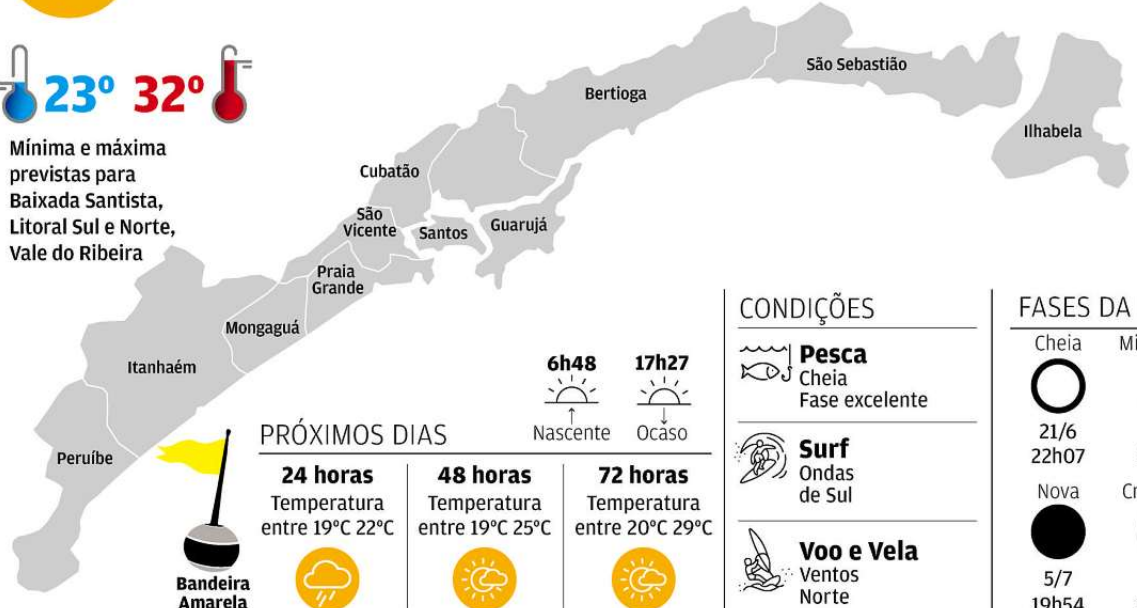 23º 32º
Mínima e máxima
previstas para
Baixada Santista,
Litoral Sul e Norte,
Vale do Ribeira
São Sebastião
Bertioga
Ilhabela
Cubatão
São
Vicente
Santos
Guarujá
Praia
Grande
Mongaguá
Itanhaém
Peruíbe
Bandeira
Amarela
6h48
Nascente
17h27
Ocaso
PRÓXIMOS DIAS
24 horas
Temperatura
entre 19°C 22°C
48 horas
Temperatura
entre 19°C 25°C
72 horas
Temperatura
entre 20°C 29°C
CONDIÇÕES
Pesca
Cheia
Fase excelente
Surf
Ondas
de Sul
Voo e Vela
Ventos
Norte
FASES DA
Cheia
21/6
22h07
Nova
5/7
19h54